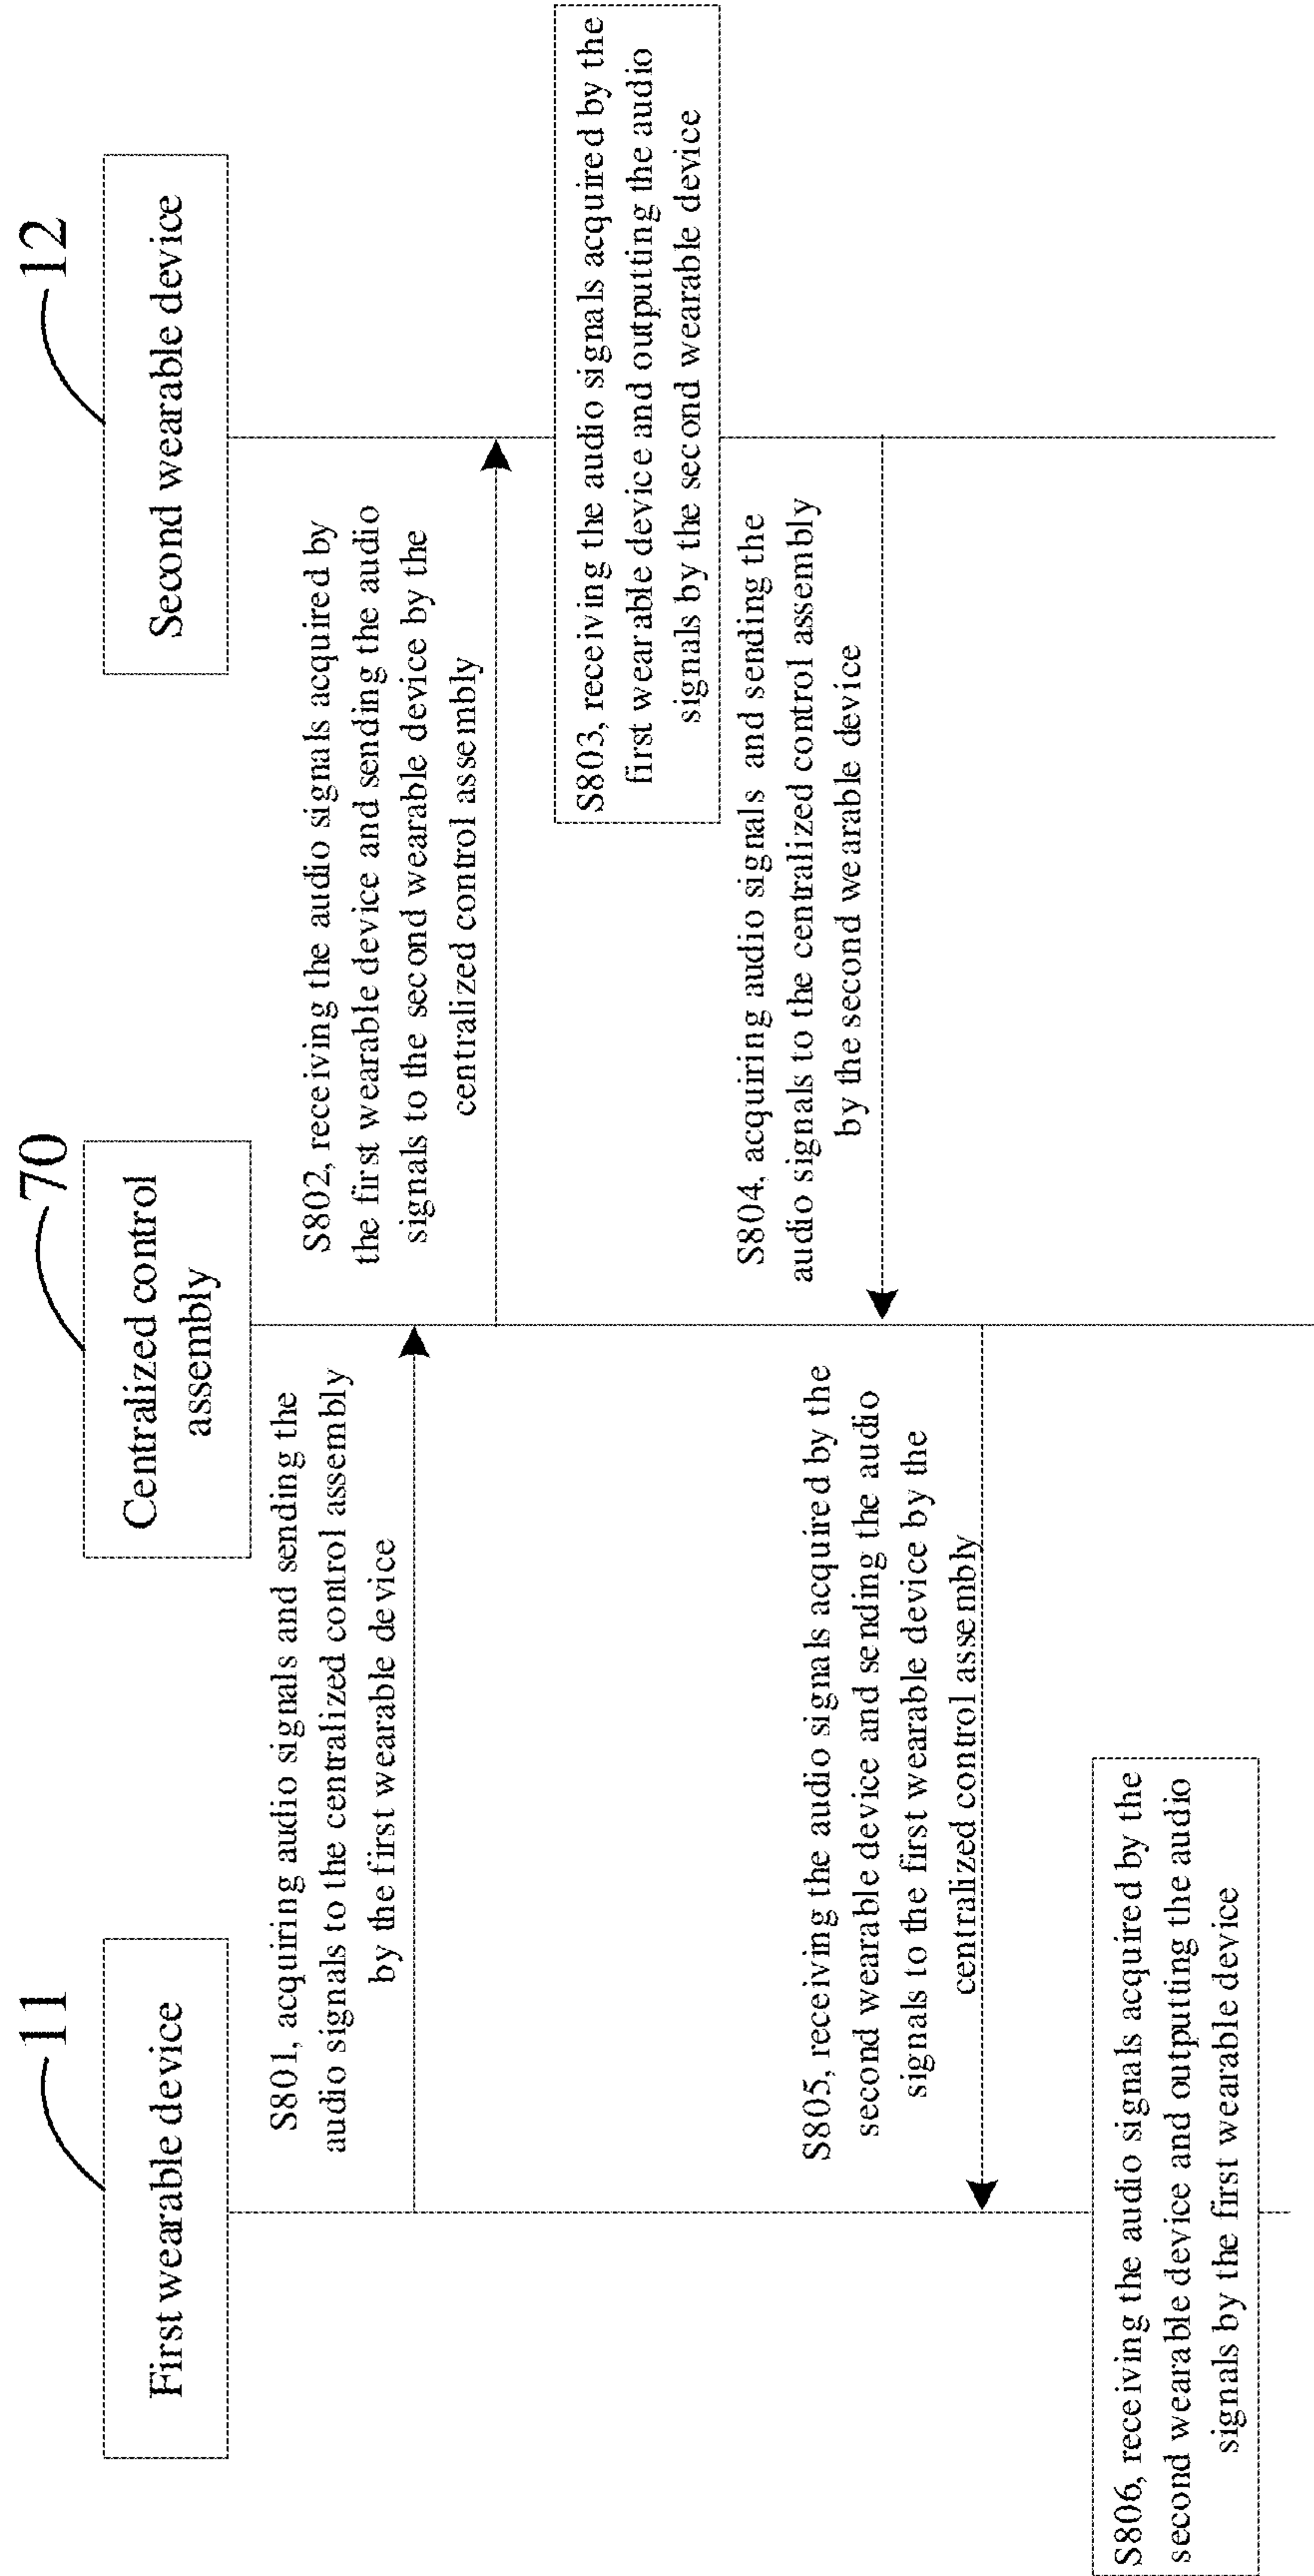 11
First wearable device
70
Centralized control
assembly
12
Second wearable device
S801, acquiring audio signals and sending the
audio signals to the centralized control assembly
by the first wearable device
S802, receiving the audio signals acquired by
the first wearable device and sending the audio
signals to the second wearable device by the
centralized control assembly
S803, receiving the audio signals acquired by the
first wearable device and outputting the audio
signals by the second wearable device
S804, acquiring audio signals and sending the
audio signals to the centralized control assembly
by the second wearable device
S805, receiving the audio signals acquired by the
second wearable device and sending the audio
signals to the first wearable device by the
centralized control assembly
S806, receiving the audio signals acquired by the
second wearable device and outputting the audio
signals by the first wearable device